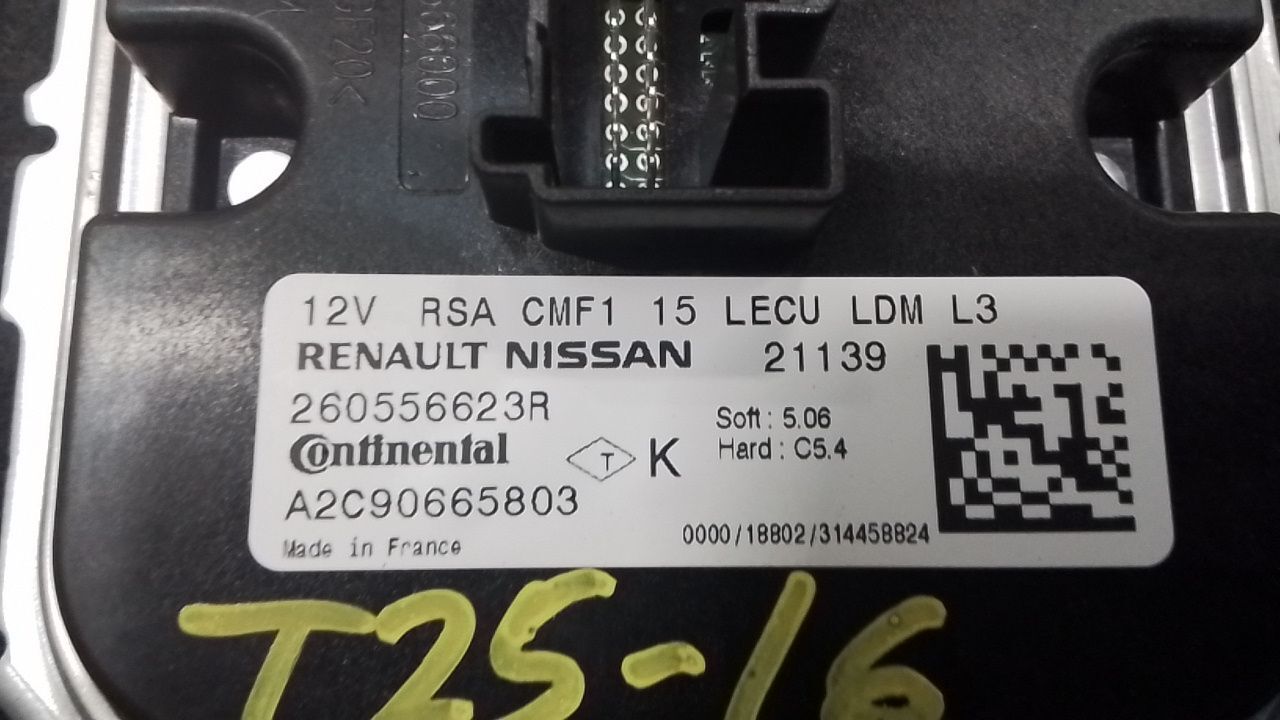 12V RSA CMF1 15 LECU LDM L3
RENAULT NISSAN 21139
260556623R
Soft : 5.06
Continental
T K
Hard : C5.4
A2C90665803
Made in France
0000/18802/314458824
T25-16